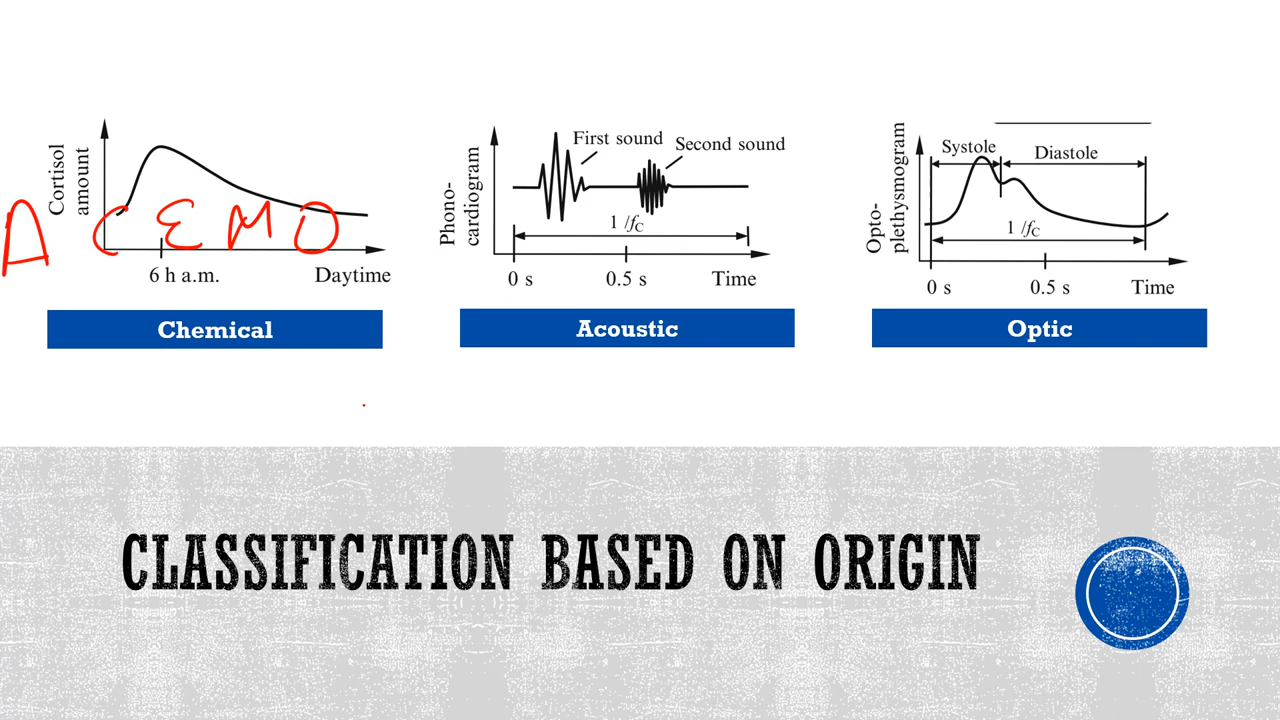 Cortisol amount
6 h a.m.
Daytime
A C E M O
Chemical
Phono-
cardiogram
First sound
Second sound
1 /fC
0 s
0.5 s
Time
Acoustic
Opto-
plethysmogram
Systole
Diastole
1 /fC
0 s
0.5 s
Time
Optic
CLASSIFICATION BASED ON ORIGIN